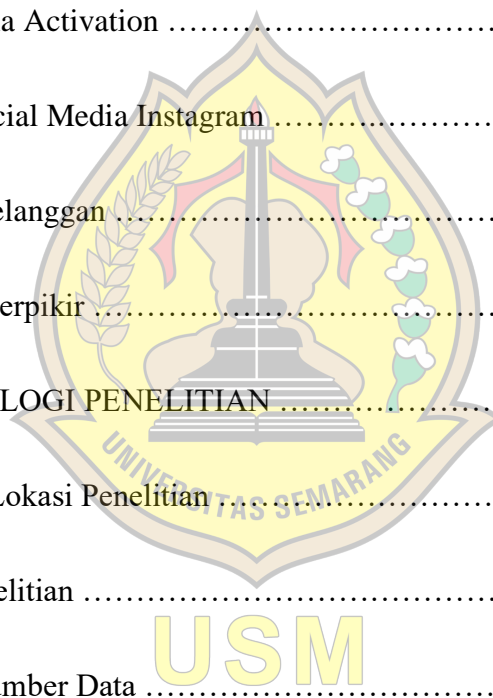 a Activation ……………………………
cial Media Instagram ……………………
elanggan ………………………………
erpikir …………………………………
LOGI PENELITIAN ……………………
UNIVERSITAS SEMARANG
Lokasi Penelitian ………………………
elitian …………………………………
USM
mber Data ………………………………